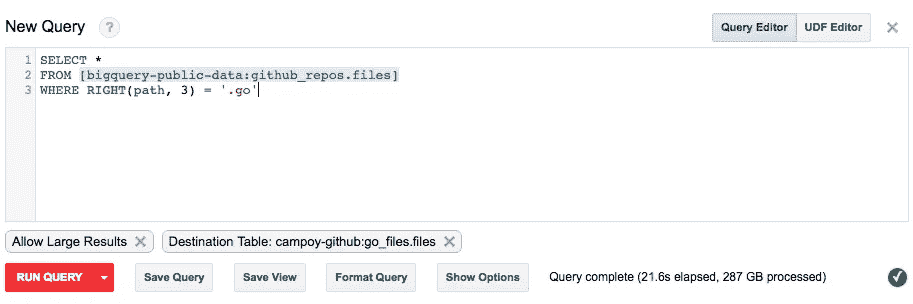 New Query ? Query Editor UDF Editor ×
1 SELECT *
2 FROM [bigquery-public-data:github_repos.files]
3 WHERE RIGHT(path, 3) = '.go'
Allow Large Results × Destination Table: campoy-github:go_files.files ×
RUN QUERY Save Query Save View Format Query Show Options Query complete (21.6s elapsed, 287 GB processed)